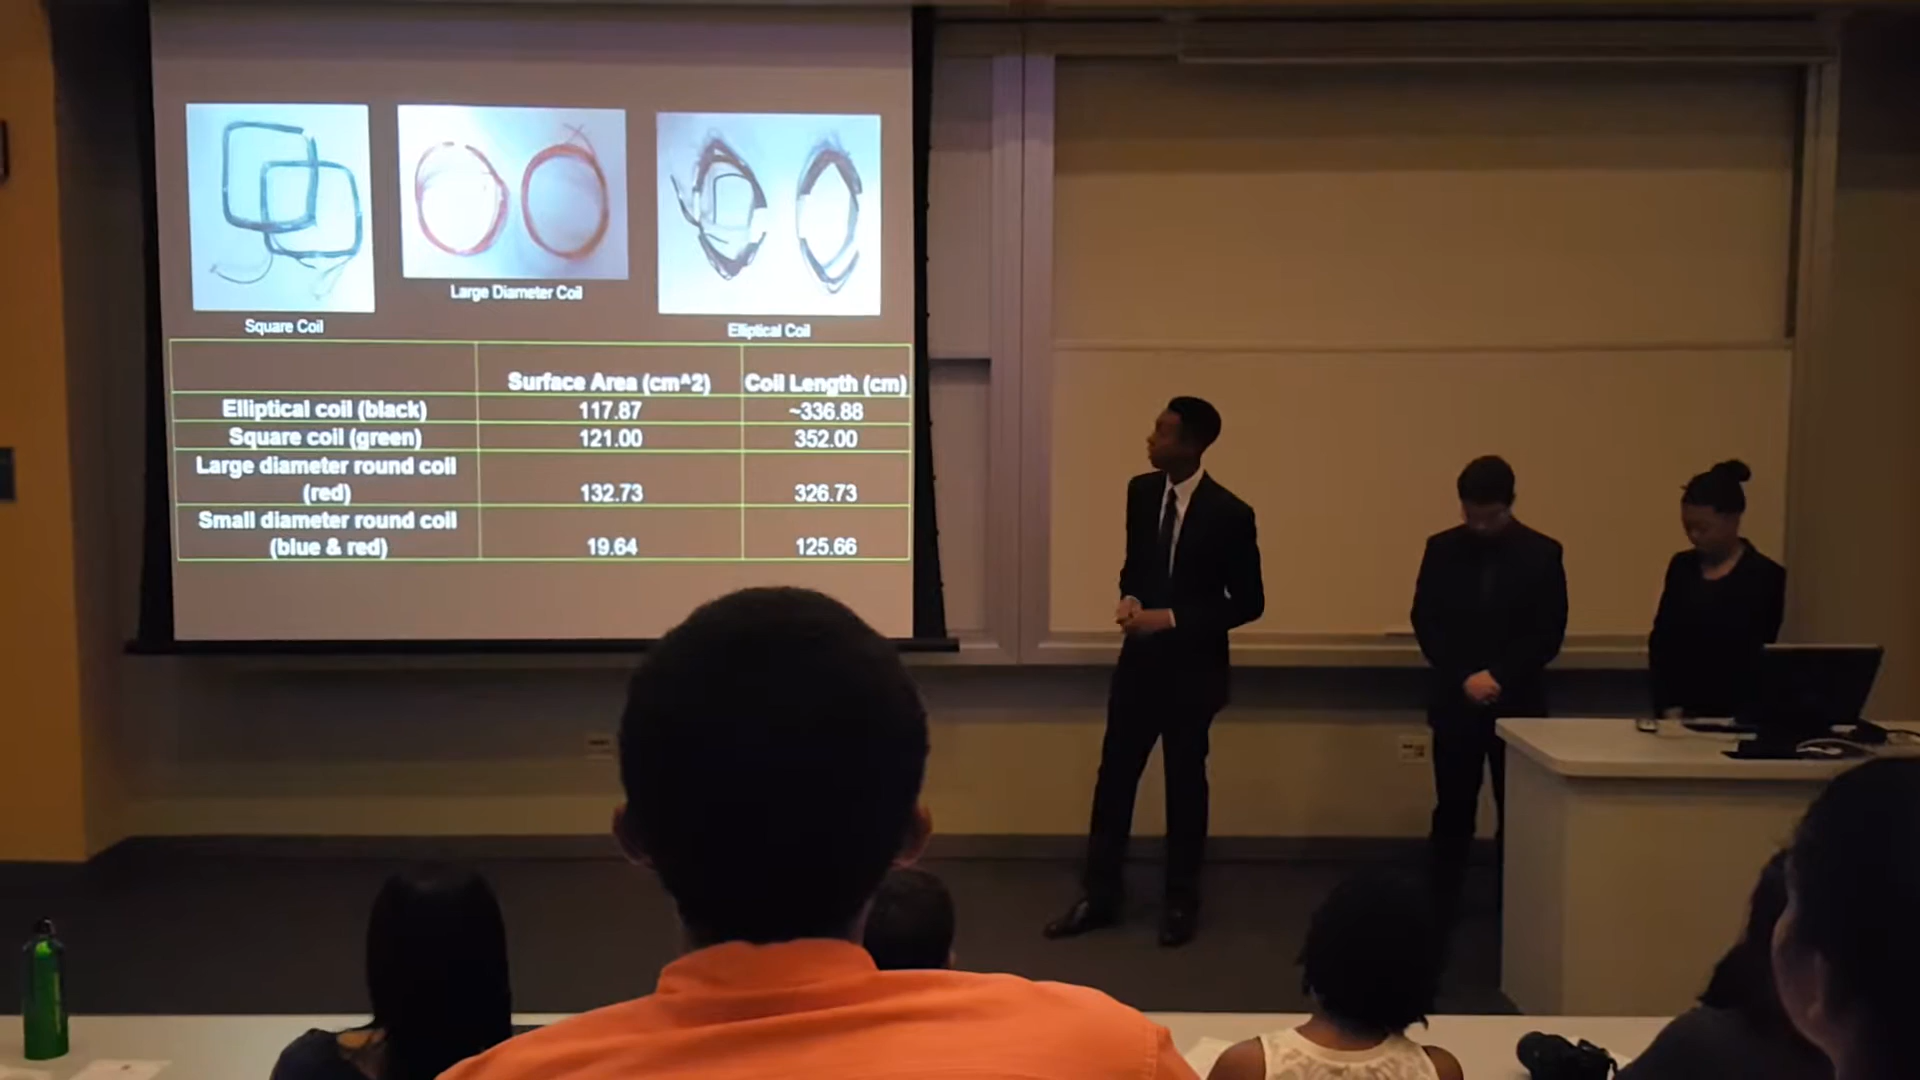 Large Diameter Coil
Square Coil
Elliptical Coil
Surface Area (cm^2) Coil Length (cm)
Elliptical coil (black) 117.87 ~336.88
Square coil (green) 121.00 352.00
Large diameter round coil
(red) 132.73 326.73
Small diameter round coil
(blue & red) 19.64 125.66